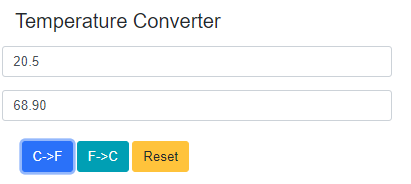 Temperature Converter
20.5
68.90
C->F F->C Reset